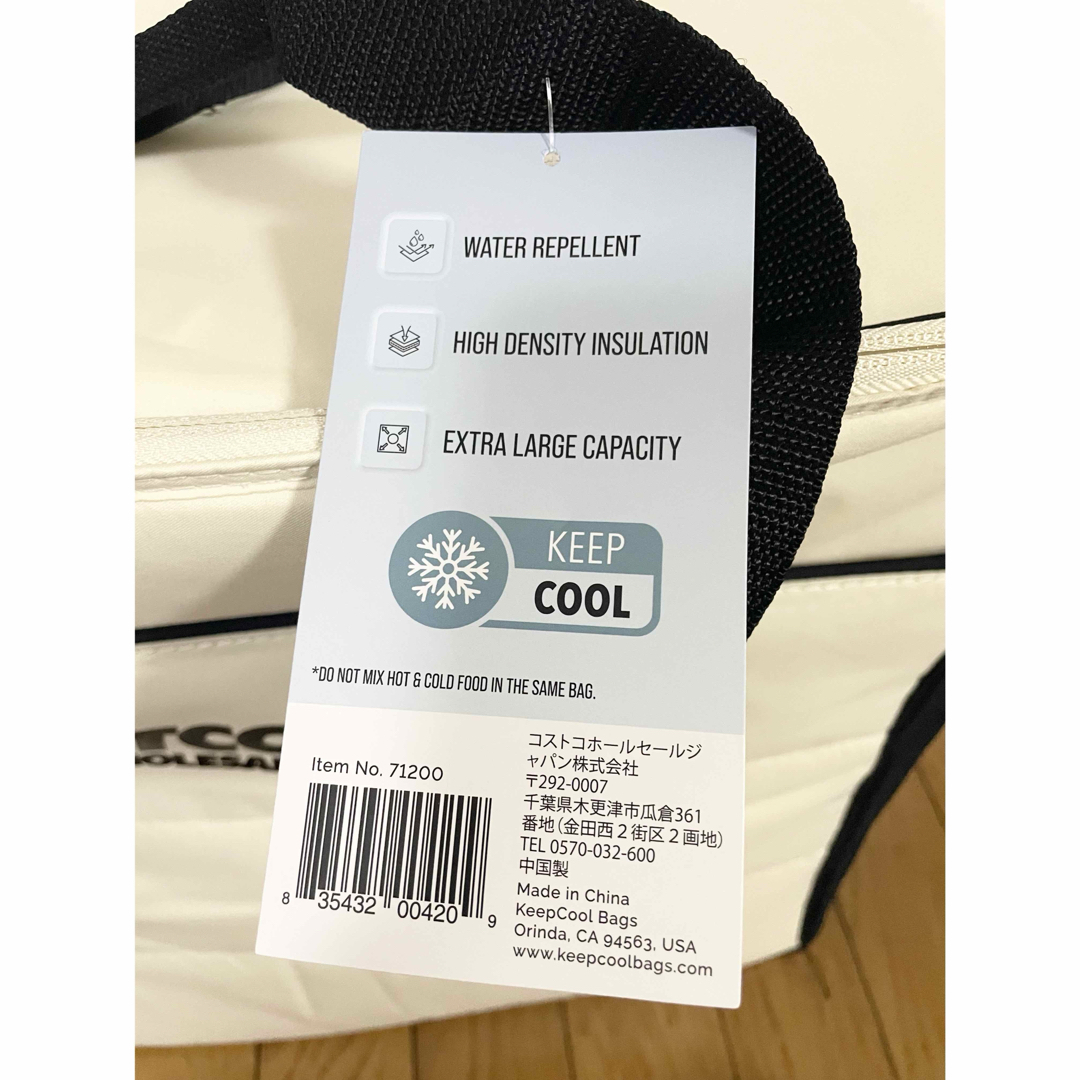 WATER REPELLENT
HIGH DENSITY INSULATION
EXTRA LARGE CAPACITY
KEEP
COOL
*DO NOT MIX HOT & COLD FOOD IN THE SAME BAG.
Item No. 71200
8 35432 00420 9
コストコホールセールジ
ャパン株式会社
〒292-0007
千葉県木更津市瓜倉361
番地(金田西2街区2画地)
TEL 0570-032-600
中国製
Made in China
KeepCool Bags
Orinda, CA 94563, USA
www.keepcoolbags.com